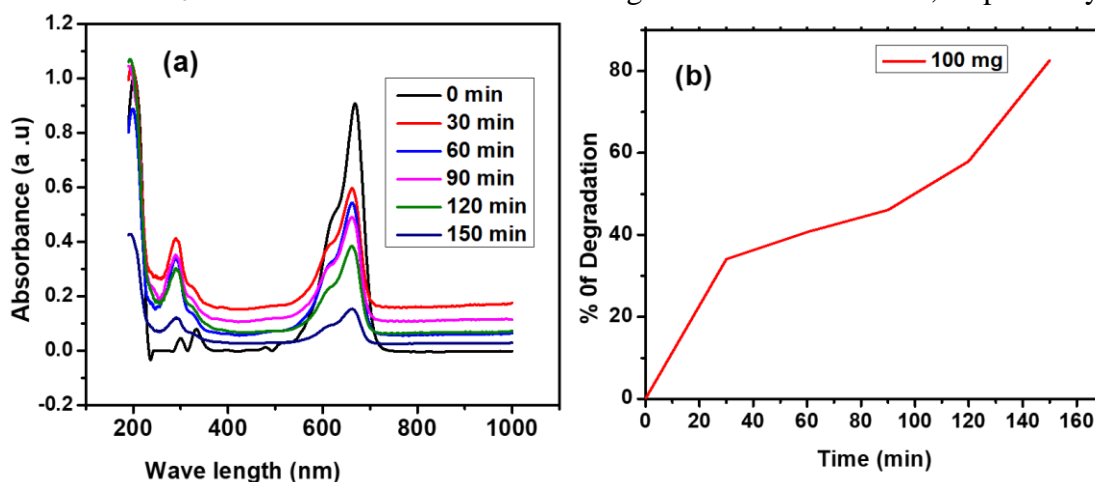 (a)
0 min
30 min
60 min
90 min
120 min
150 min
1.2
1.0
0.8
0.6
0.4
0.2
0.0
-0.2
Absorbance (a .u)
200 400 600 800 1000
Wave length (nm)
(b)
100 mg
80
60
40
20
0
% 0f Degradation
0 20 40 60 80 100 120 140 160
Time (min)